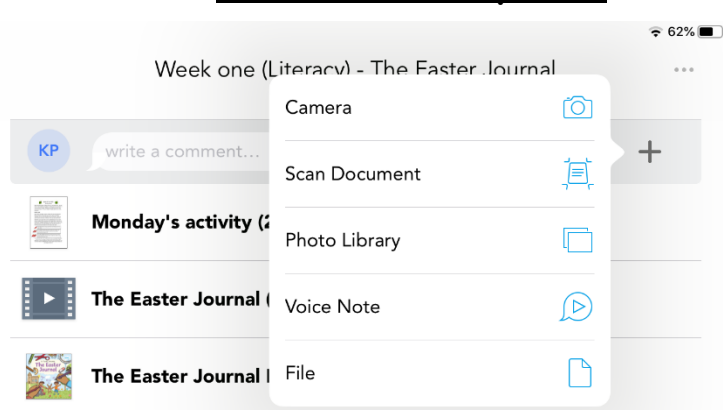 62%
Week one (Literacy) - The Easter Journal
Camera
KP
write a comment...
Scan Document
Monday's activity (2
Photo Library
The Easter Journal (
Voice Note
The Easter Journal
File